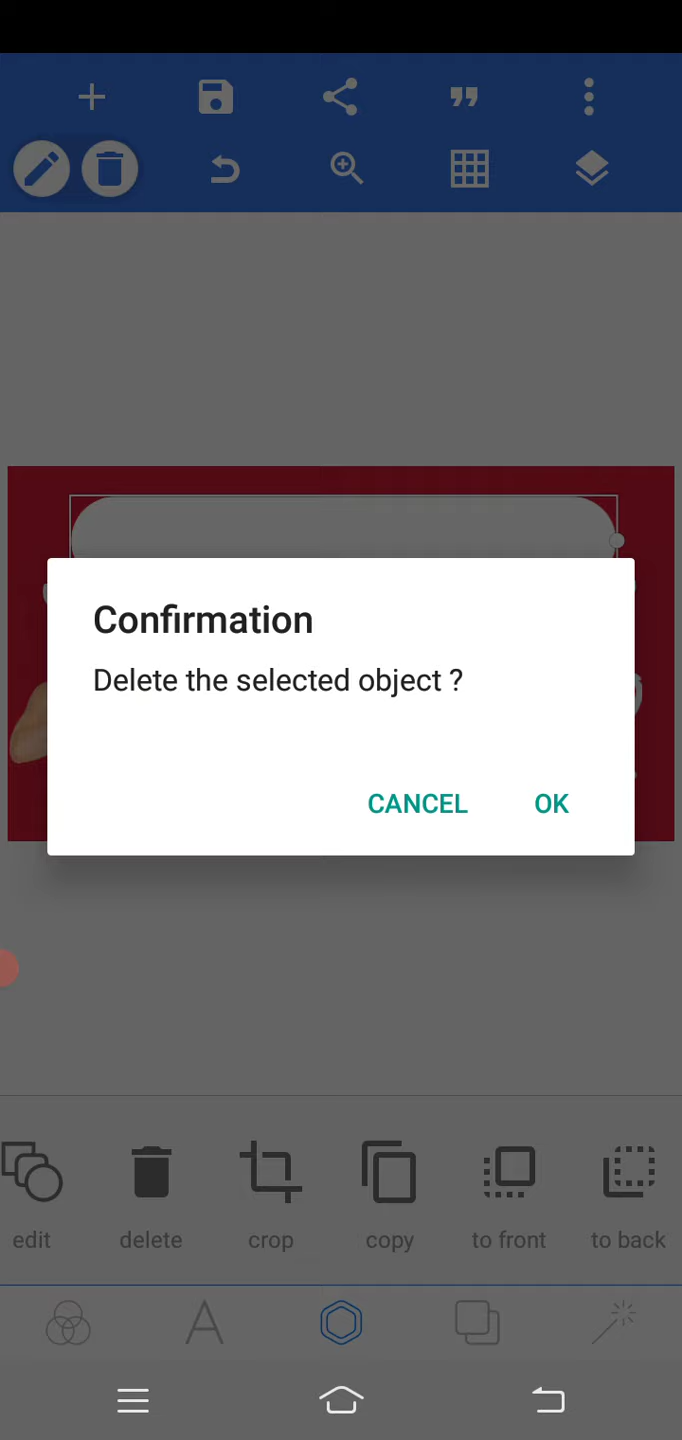 Confirmation
Delete the selected object ?
CANCEL OK
edit delete crop copy to front to back